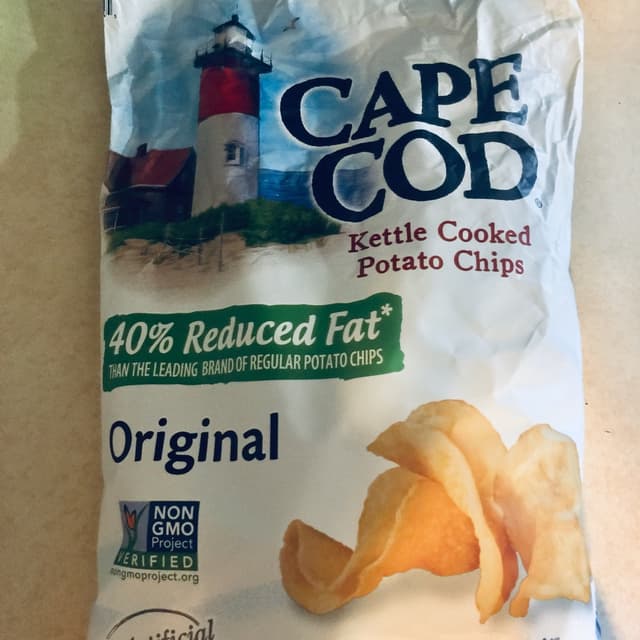 CAPE
COD®
Kettle Cooked
Potato Chips
40% Reduced Fat*
THAN THE LEADING BRAND OF REGULAR POTATO CHIPS
Original
NON
GMO
Project
VERIFIED
nongmoproject.org